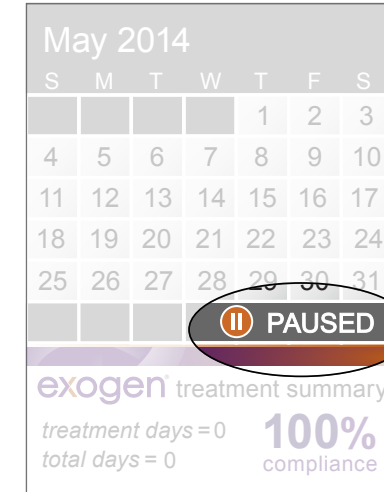 May 2014
S M T W T F S
1 2 3
4 5 6 7 8 9 10
11 12 13 14 15 16 17
18 19 20 21 22 23 24
25 26 27 28 29 30 31
PAUSED
exogen treatment summary
treatment days = 0
total days = 0
100%
compliance